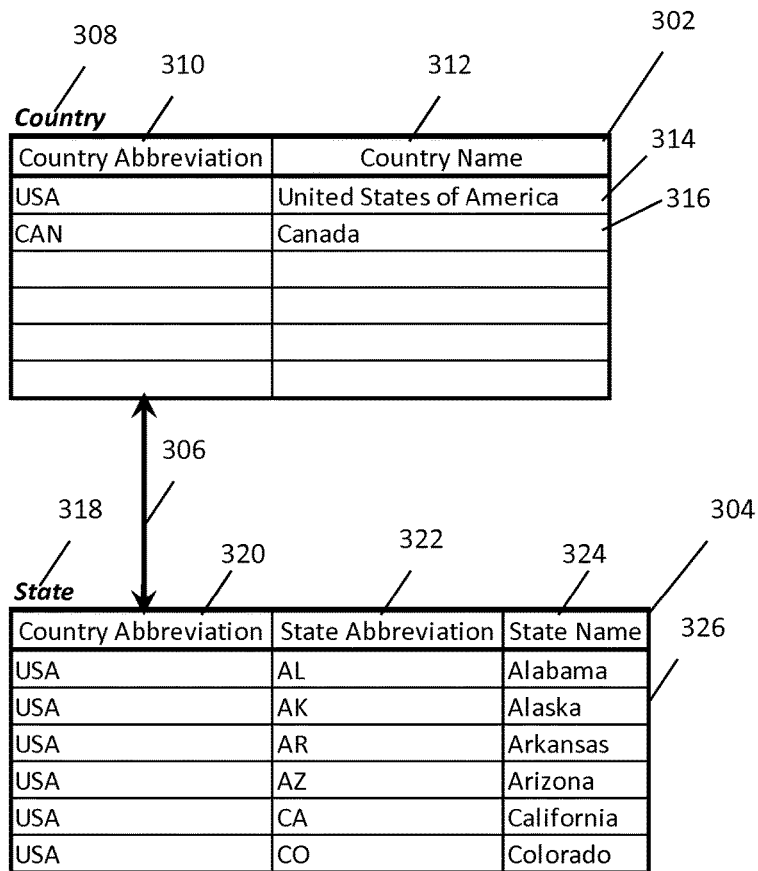 308 302
310 312
Country
Country Abbreviation Country Name
314
USA United States of America
316
CAN Canada
306
318 304
320 322 324
State
Country Abbreviation State Abbreviation State Name
326
USA AL Alabama
USA AK Alaska
USA AR Arkansas
USA AZ Arizona
USA CA California
USA CO Colorado